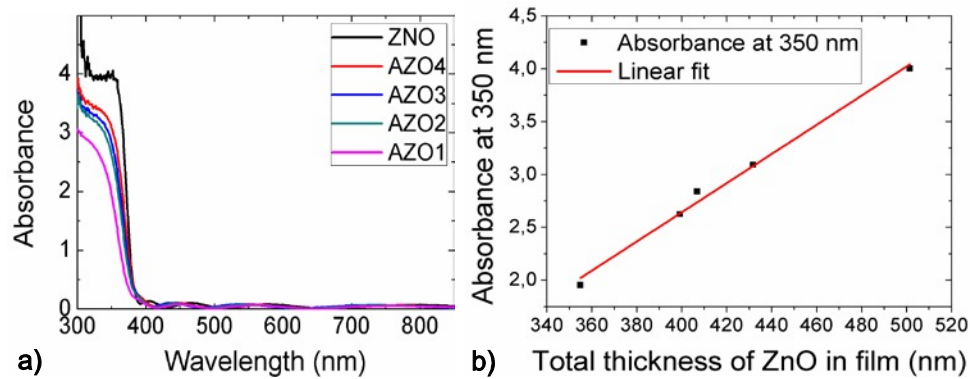 ZNO
AZO4
AZO3
AZO2
AZO1
Absorbance
4
3
2
1
0
300 400 500 600 700 800
Wavelength (nm)
a)
Absorbance at 350 nm
Linear fit
Absorbance at 350 nm
4,5
4,0
3,5
3,0
2,5
2,0
340 360 380 400 420 440 460 480 500 520
Total thickness of ZnO in film (nm)
b)